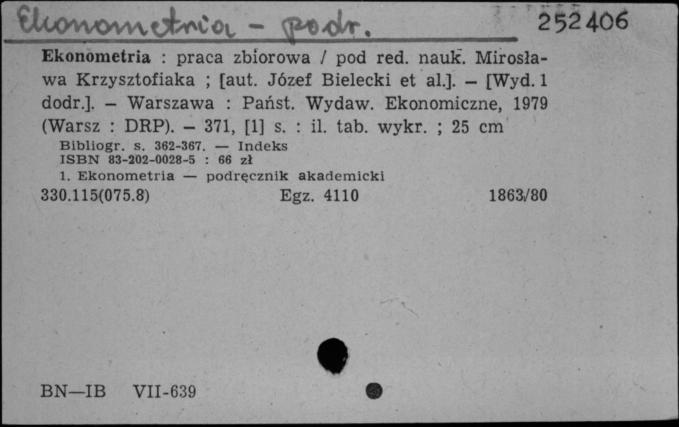 Ekonometria - podr.
252406
Ekonometria : praca zbiorowa / pod red. nauk. Mirosła-
wa Krzysztofiaka ; [aut. Józef Bielecki et al.]. – [Wyd. 1
dodr.]. – Warszawa : Państ. Wydaw. Ekonomiczne, 1979
(Warsz : DRP). – 371, [1] s. : il. tab. wykr. ; 25 cm
Bibliogr. s. 362-367. — Indeks
ISBN 83-202-0028-5 : 66 zł
1. Ekonometria — podręcznik akademicki
330.115(075.8) Egz. 4110 1863/80
BN—IB VII-639